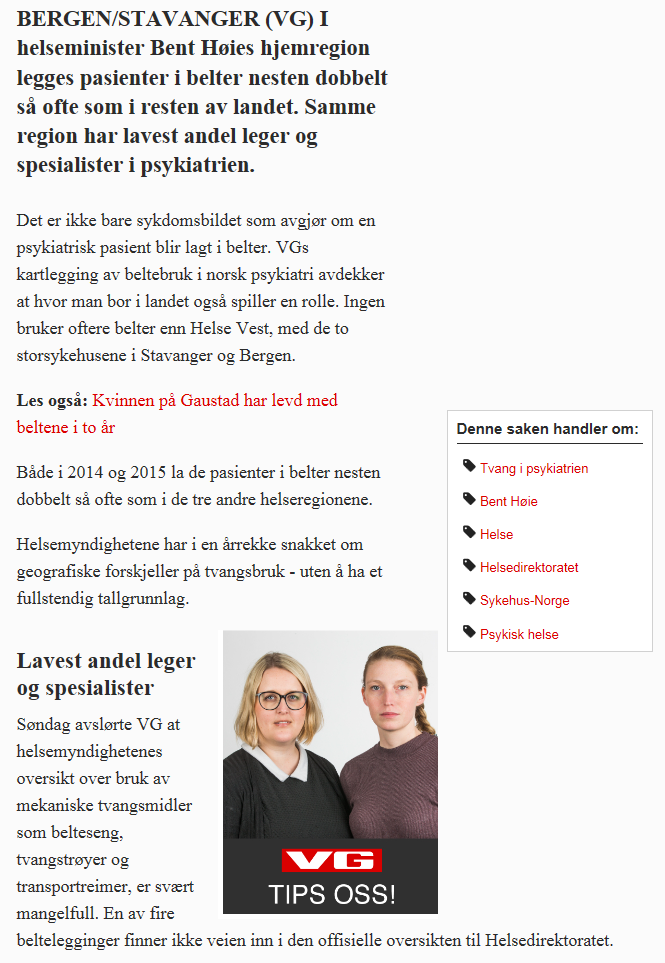 BERGEN/STAVANGER (VG) I
helseminister Bent Høies hjemregion
legges pasienter i belter nesten dobbelt
så ofte som i resten av landet. Samme
region har lavest andel leger og
spesialister i psykiatrien.
Det er ikke bare sykdomsbildet som avgjør om en
psykiatrisk pasient blir lagt i belter. VGs
kartlegging av beltebruk i norsk psykiatri avdekker
at hvor man bor i landet også spiller en rolle. Ingen
bruker oftere belter enn Helse Vest, med de to
storsykehusene i Stavanger og Bergen.
Les også: Kvinnen på Gaustad har levd med
beltene i to år
Både i 2014 og 2015 la de pasienter i belter nesten
dobbelt så ofte som i de tre andre helseregionene.
Helsemyndighetene har i en årrekke snakket om
geografiske forskjeller på tvangsbruk - uten å ha et
fullstendig tallgrunnlag.
Denne saken handler om:
Tvang i psykiatrien
Bent Høie
Helse
Helsedirektoratet
Sykehus-Norge
Psykisk helse
Lavest andel leger
og spesialister
Søndag avslørte VG at
helsemyndighetenes
oversikt over bruk av
mekaniske tvangsmidler
som belteseng,
tvangstrøyer og
transportreimer, er svært
mangelfull. En av fire
beltelegginger finner ikke veien inn i den offisielle oversikten til Helsedirektoratet.
VG
TIPS OSS!